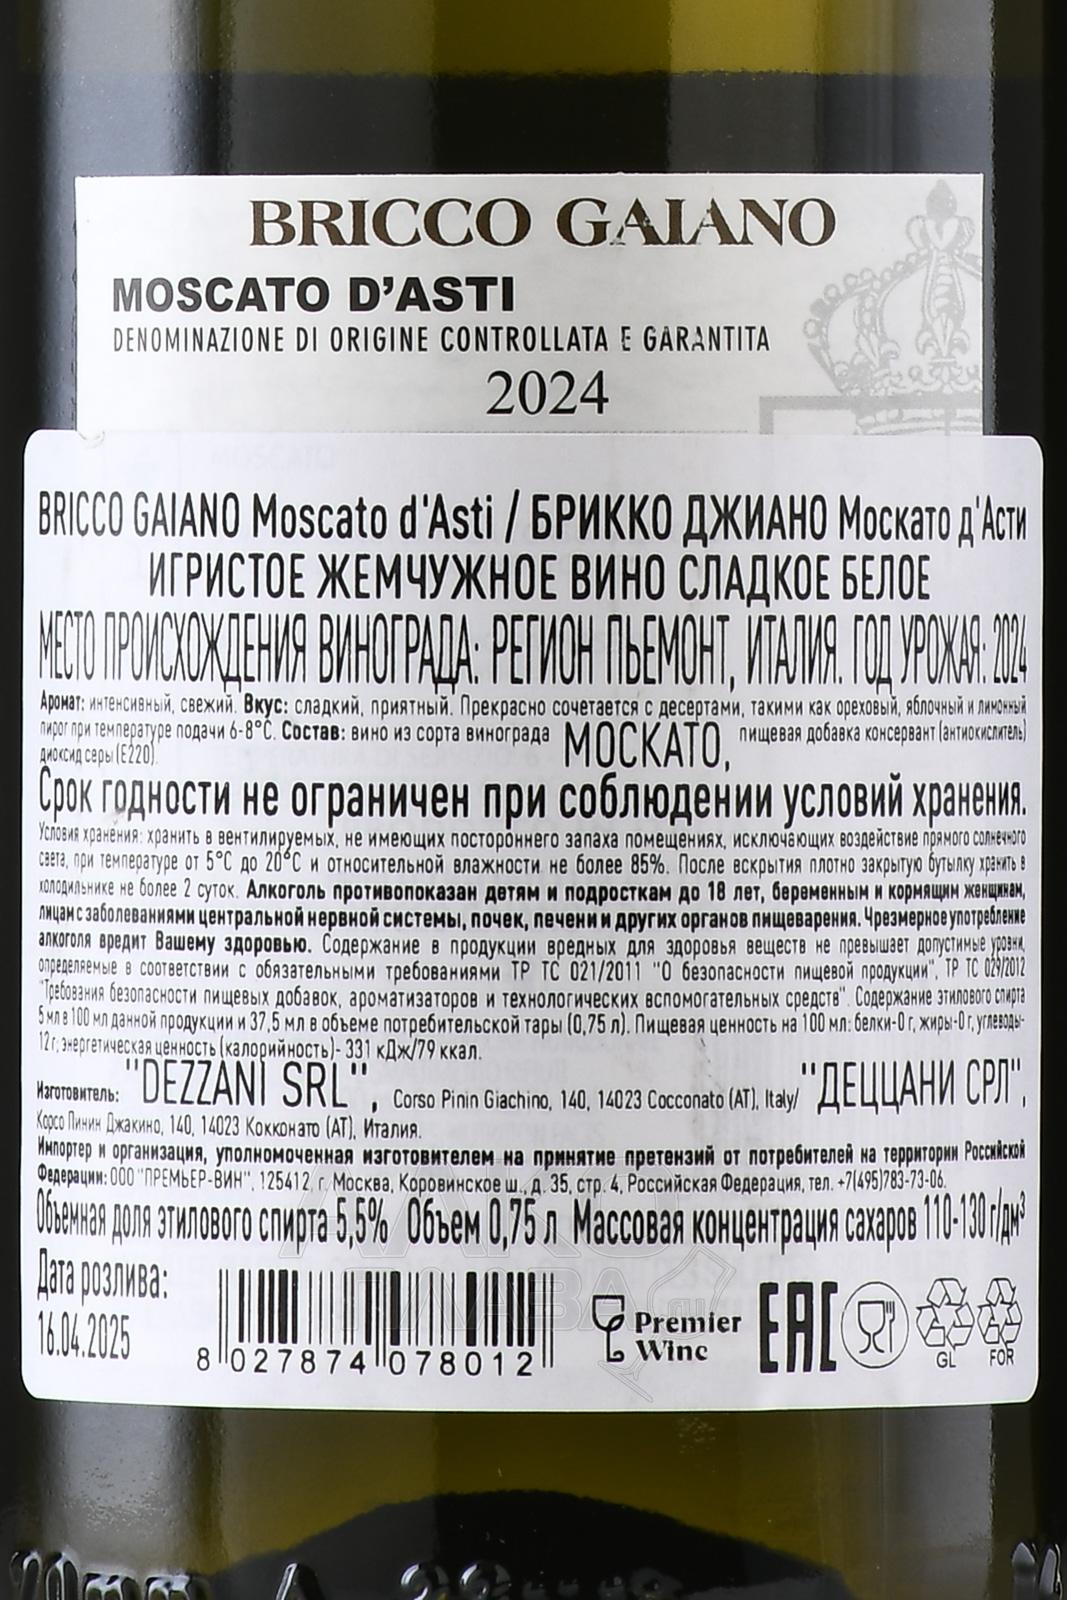 BRICCO GAIANO
MOSCATO D'ASTI
DENOMINAZIONE DI ORIGINE CONTROLLATA E GARANTITA
2024
BRICCO GAIANO Moscato d'Asti / БРИККО ДЖИАНО Москато д'Асти
ИГРИСТОЕ ЖЕМЧУЖНОЕ ВИНО СЛАДКОЕ БЕЛОЕ
МЕСТО ПРОИСХОЖДЕНИЯ ВИНОГРАДА: РЕГИОН ПЬЕМОНТ, ИТАЛИЯ. ГОД УРОЖАЯ: 2024
Аромат: интенсивный, свежий. Вкус: сладкий, приятный. Прекрасно сочетается с десертами, такими как ореховый, яблочный и лимонный
пирог при температуре подачи 6-8°C. Состав: вино из сорта винограда МОСКАТО, пищевая добавка консервант (антиокислитель)
диоксид серы (Е220).
Срок годности не ограничен при соблюдении условий хранения.
Условия хранения: хранить в вентилируемых, не имеющих постороннего запаха помещениях, исключающих воздействие прямого солнечного
света, при температуре от 5°C до 20°C и относительной влажности не более 85%. После вскрытия плотно закрытую бутылку хранить в
холодильнике не более 2 суток. Алкоголь противопоказан детям и подросткам до 18 лет, беременным и кормящим женщинам,
лицам с заболеваниями центральной нервной системы, почек, печени и других органов пищеварения. Чрезмерное употребление
алкоголя вредит Вашему здоровью. Содержание в продукции вредных для здоровья веществ не превышает допустимые уровни,
определяемые в соответствии с обязательными требованиями ТР ТС 021/2011 "О безопасности пищевой продукции", ТР ТС 029/2012
"Требования безопасности пищевых добавок, ароматизаторов и технологических вспомогательных средств". Содержание этилового спирта
5 мл в 100 мл данной продукции и 37,5 мл в объеме потребительской тары (0,75 л). Пищевая ценность на 100 мл: белки-0 г, жиры-0 г, углеводы-
12 г; энергетическая ценность (калорийность)- 331 кДж/79 ккал.
Изготовитель: "DEZZANI SRL", Corso Pinin Giachino, 140, 14023 Cocconato (AT), Italy/ "ДЕЦЦАНИ СРЛ",
Корсо Пинин Джакино, 140, 14023 Кокконато (АТ), Италия.
Импортер и организация, уполномоченная изготовителем на принятие претензий от потребителей на территории Российской
Федерации: ООО "ПРЕМЬЕР-ВИН", 125412, г. Москва, Коровинское ш., д. 35, стр. 4, Российская Федерация, тел. +7(495)783-73-06.
Объемная доля этилового спирта 5,5% Объем 0,75 л Массовая концентрация сахаров 110-130 г/дм³
Дата розлива:
16.04.2025
8 027874 078012
Premier
Wine
EAC
GL
FOR